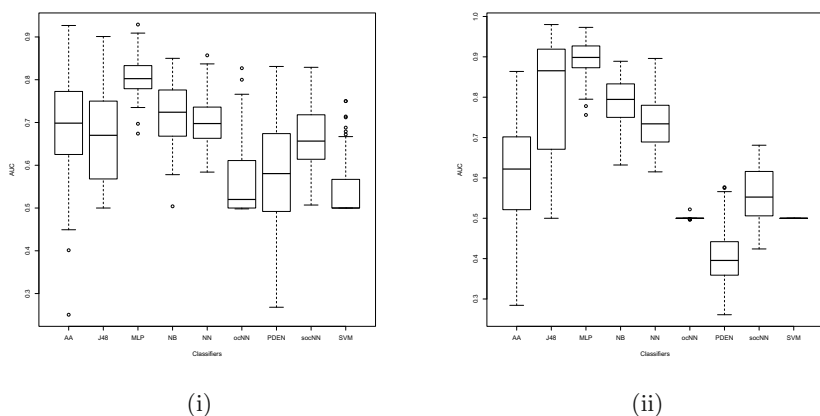 0.9
0.8
0.7
0.6
0.5
0.4
0.3
AUC
AA J48 MLP NB NN ocNN PDEN socNN SVM
Classifiers
(i)
1.0
0.9
0.8
0.7
0.6
0.5
0.4
0.3
AUC
AA J48 MLP NB NN ocNN PDEN socNN SVM
Classifiers
(ii)